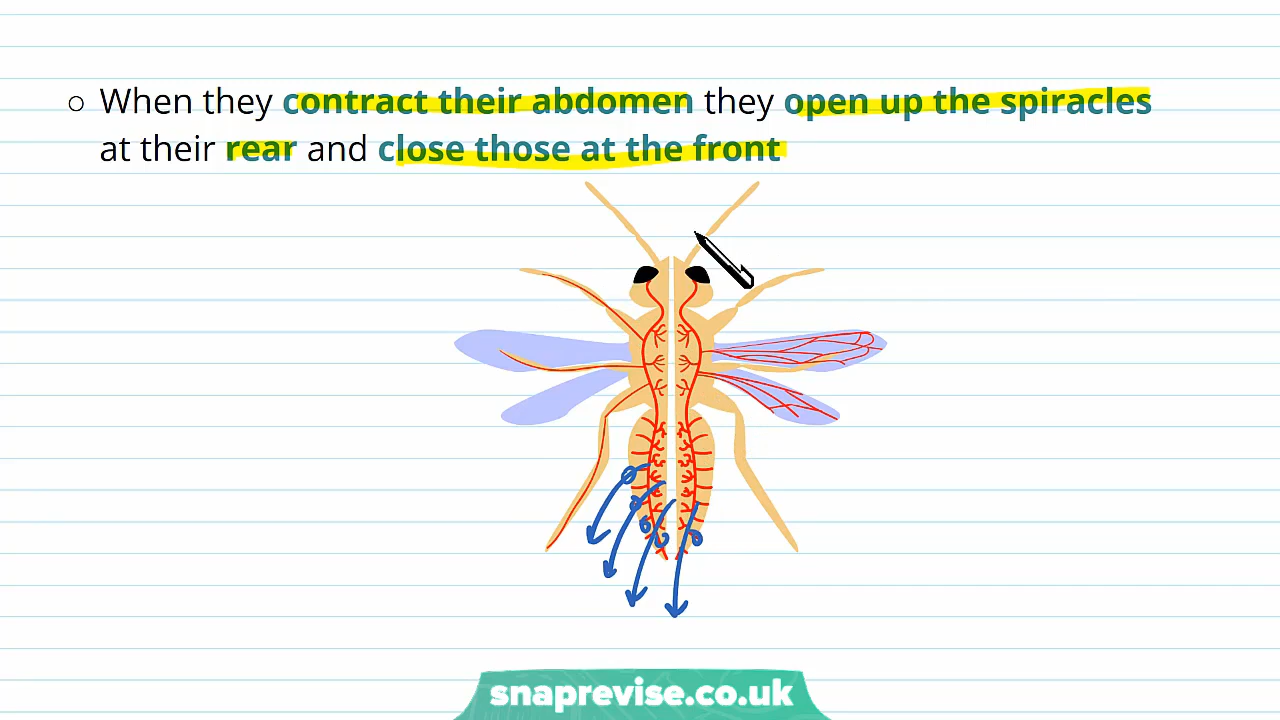 ○ When they contract their abdomen they open up the spiracles
at their rear and close those at the front
snaprevise.co.uk